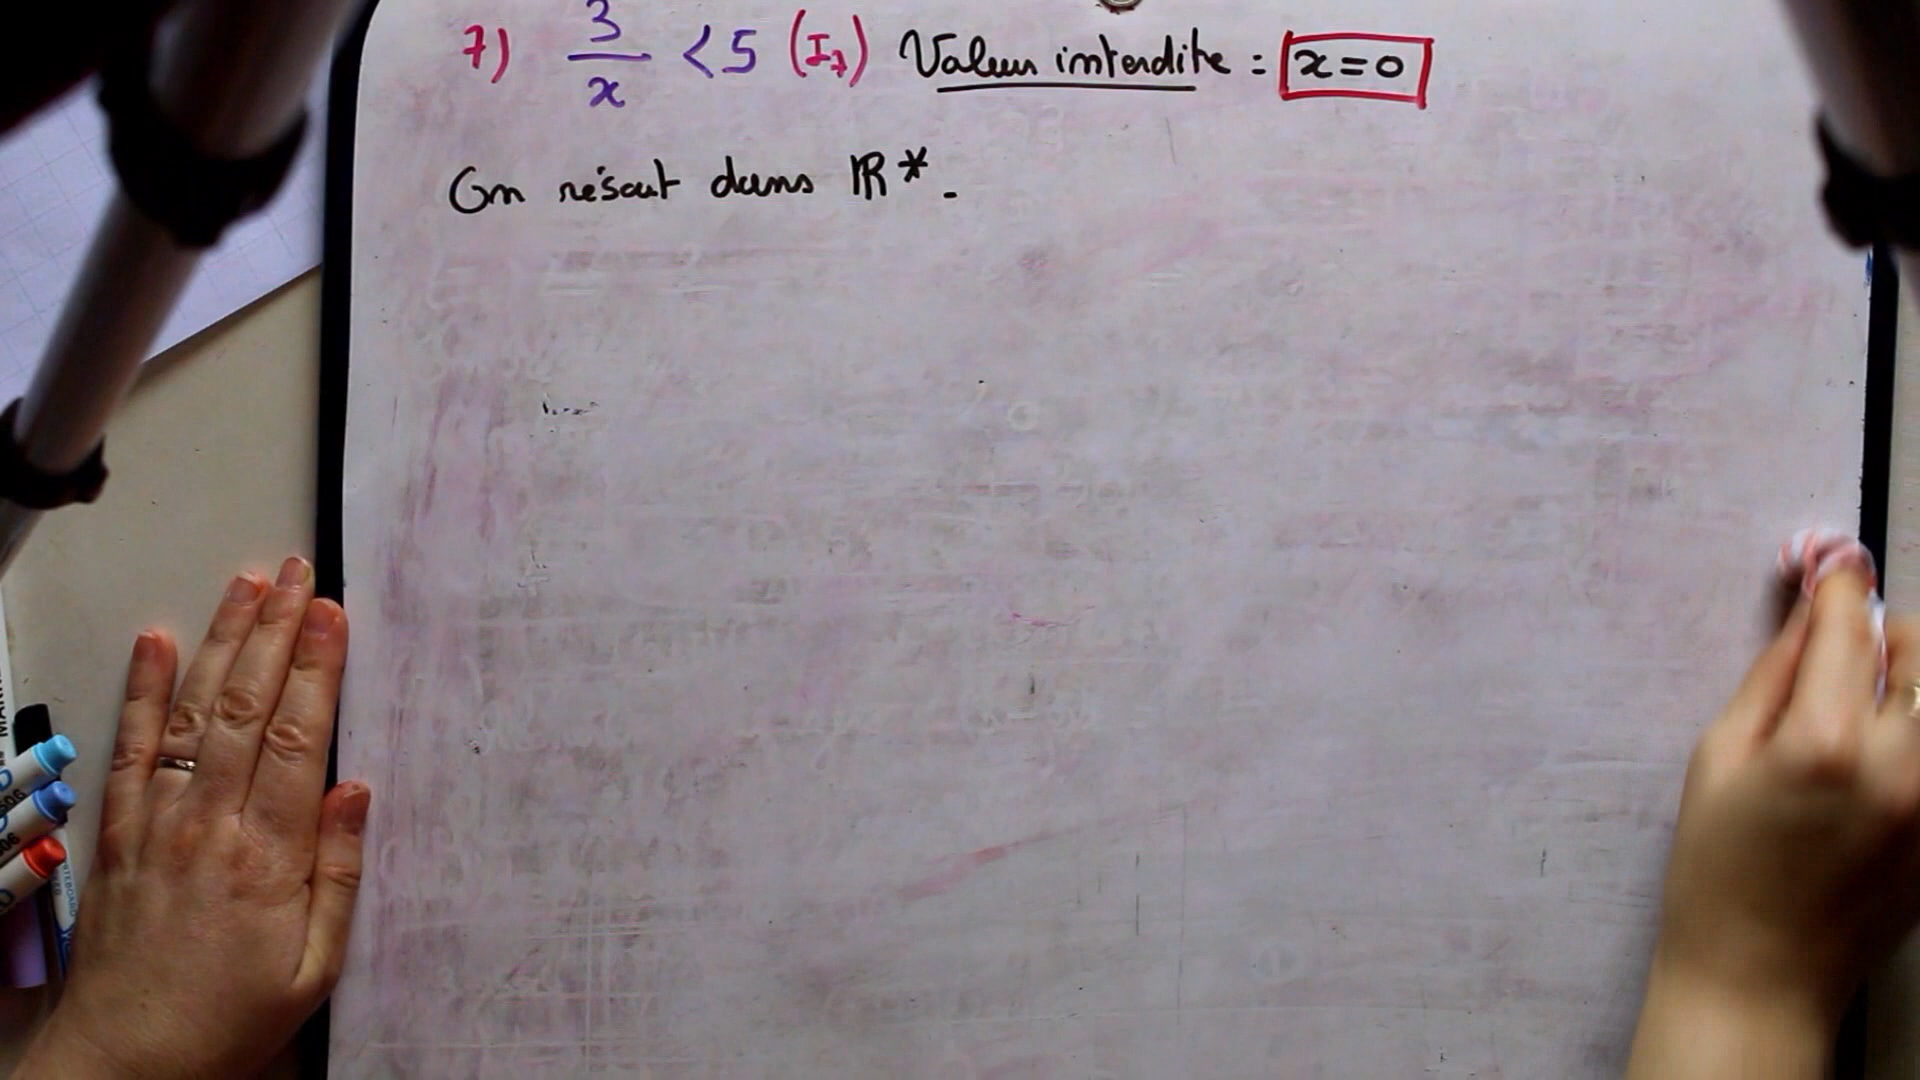 7) 3/x < 5 (I₇) Valeur interdite : x = 0
On résout dans ℝ*.